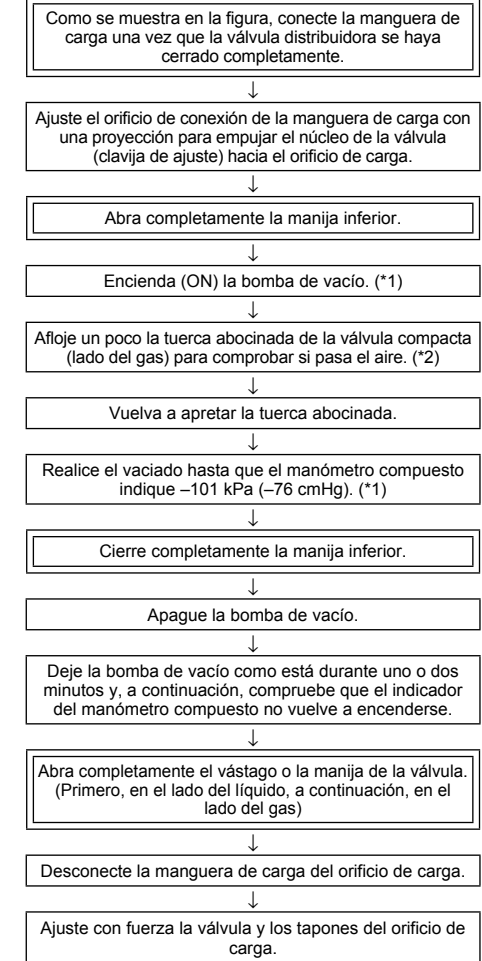 Como se muestra en la figura, conecte la manguera de
carga una vez que la válvula distribuidora se haya
cerrado completamente.
↓
Ajuste el orificio de conexión de la manguera de carga con
una proyección para empujar el núcleo de la válvula
(clavija de ajuste) hacia el orificio de carga.
↓
Abra completamente la manija inferior.
↓
Encienda (ON) la bomba de vacío. (*1)
↓
Afloje un poco la tuerca abocinada de la válvula compacta
(lado del gas) para comprobar si pasa el aire. (*2)
↓
Vuelva a apretar la tuerca abocinada.
↓
Realice el vaciado hasta que el manómetro compuesto
indique –101 kPa (–76 cmHg). (*1)
↓
Cierre completamente la manija inferior.
↓
Apague la bomba de vacío.
↓
Deje la bomba de vacío como está durante uno o dos
minutos y, a continuación, compruebe que el indicador
del manómetro compuesto no vuelve a encenderse.
↓
Abra completamente el vástago o la manija de la válvula.
(Primero, en el lado del líquido, a continuación, en el
lado del gas)
↓
Desconecte la manguera de carga del orificio de carga.
↓
Ajuste con fuerza la válvula y los tapones del orificio de
carga.